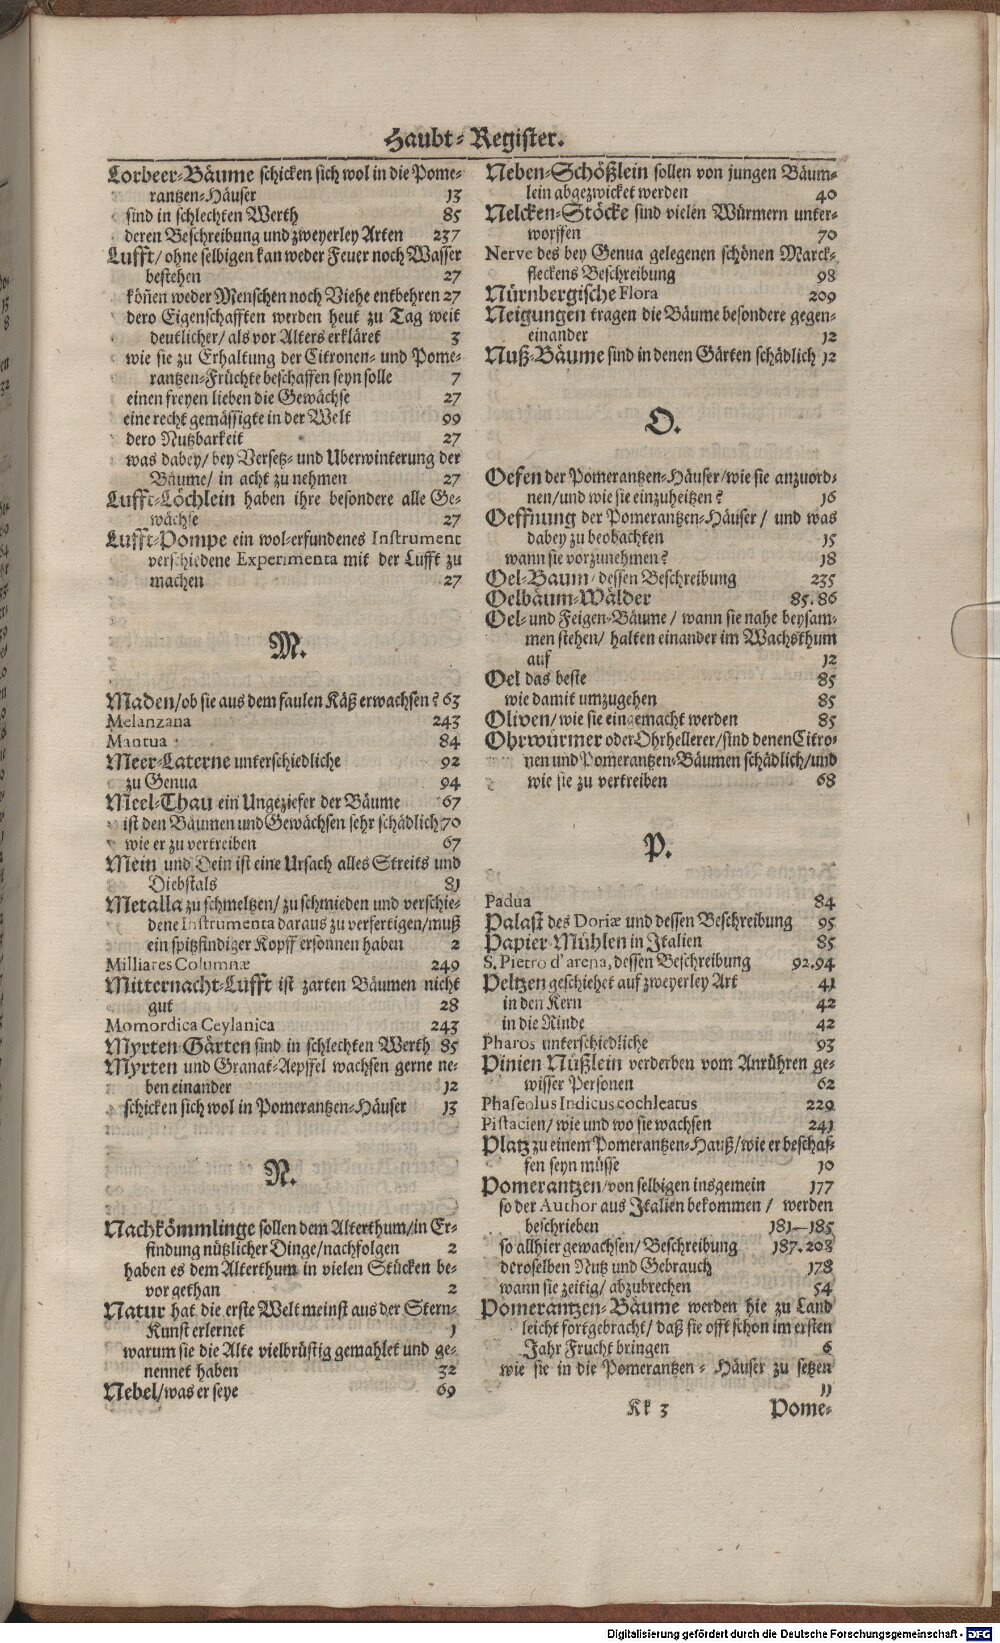 Haubt-Register.
Lorbeer-Bäume schicken sich wol in die Pome-
rantzen-Häuser 13
sind in schlechten Werth 85
deren Beschreibung und zweyerley Arten 237
Lufft/ ohne selbigen kan weder Feuer noch Wasser
bestehen 27
köñen weder Menschen noch Viehe entbehren 27
dero Eigenschafften werden heut zu Tag weit
deutlicher/ als vor Alters erkläret 3
wie sie zu Erhaltung der Citronen- und Pome-
rantzen-Früchte beschaffen seyn solle 7
einen freyen lieben die Gewächse 27
eine recht gemässigte in der Welt 99
dero Nutzbarkeit 27
was dabey/ bey Versetz- und Uberwinterung der
Bäume/ in acht zu nehmen 27
Lufft-Löchlein haben ihre besondere alle Ge-
wächse 27
Lufft-Pompe ein wol-erfundenes Instrument
verschiedene Experimenta mit der Lufft zu
machen 27
M.
Maden/ ob sie aus dem faulen Käß erwachsen? 63
Melanzana 243
Mantua 84
Meer-Laterne unterschiedliche 92
zu Genua 94
Meel-Thau ein Ungeziefer der Bäume 67
ist den Bäumen und Gewächsen sehr schädlich 70
wie er zu vertreiben 67
Mein und Dein ist eine Ursach alles Streits und
Diebstals 81
Metalla zu schmeltzen/ zu schmieden und verschie-
dene Instrumenta daraus zu verfertigen/ muß
ein spitzfindiger Kopff ersonnen haben 2
Milliares Columnæ 249
Mitternacht-Lufft ist zarten Bäumen nicht
gut 28
Momordica Ceylanica 243
Myrten-Gärten sind in schlechten Werth 85
Myrten und Granat-Aepffel wachsen gerne ne-
ben einander 12
schicken sich wol in Pomerantzen-Häuser 13
N.
Nachkömmlinge sollen dem Alterthum/ in Er-
findung nützlicher Dinge/ nachfolgen 2
haben es dem Alterthum in vielen Stücken be-
vor gethan 2
Natur hat die erste Welt meinst aus der Stern-
Kunst erlernet 1
warum sie die Alte vielbrüstig gemahlet und ge-
nennet haben 32
Nebel/ was er seye 69
Neben-Schößlein sollen von jungen Bäum-
lein abgezwicket werden 40
Nelcken-Stöcke sind vielen Würmern unter-
worffen 70
Nerve des bey Genua gelegenen schönen Marck-
fleckens Beschreibung 98
Nürnbergische Flora 209
Neigungen tragen die Bäume besondere gegen-
einander 12
Nuß-Bäume sind in denen Gärten schädlich 12
O.
Oefen der Pomerantzen-Häuser/ wie sie anzuord-
nen/ und wie sie einzuheitzen? 16
Oeffnung der Pomerantzen-Häuser / und was
dabey zu beobachten 15
wann sie vorzunehmen? 18
Oel-Baum/ dessen Beschreibung 235
Oelbäum-Wälder 85.86
Oel- und Feigen-Bäume / wann sie nahe beysam-
men stehen/ halten einander im Wachsthum
auf 12
Oel das beste 85
wie damit umzugehen 85
Oliven/ wie sie eingemacht werden 85
Ohrwürmer oder Ohrhellerer/ sind denen Citro-
nen und Pomerantzen-Bäumen schädlich/ und
wie sie zu vertreiben 68
P.
Padua 84
Palast des Doriæ und dessen Beschreibung 95
Papier-Mühlen in Italien 85
S. Pietro d'arena, dessen Beschreibung 92.94
Peltzen geschiehet auf zweyerley Art 41
in den Kern 42
in die Rinde 42
Pharos unterschiedliche 93
Pinien Nüßlein verderben vom Anrühren ge-
wisser Personen 62
Phaseolus Indicus cochleatus 229
Pistacien/ wie und wo sie wachsen 241
Platz zu einem Pomerantzen-Hauß/ wie er beschaf-
fen seyn müsse 10
Pomerantzen/ von selbigen insgemein 177
so der Author aus Italien bekommen / werden
beschrieben 181—185
so allhier gewachsen/ Beschreibung 187.208
deroselben Nutz und Gebrauch 178
wann sie zeitig/ abzubrechen 54
Pomerantzen-Bäume werden hie zu Land
leicht fortgebracht/ daß sie offt schon im ersten
Jahr Frucht bringen 6
wie sie in die Pomerantzen-Häuser zu setzen
11
Kk 3 Pome-
Digitalisierung gefördert durch die Deutsche Forschungsgemeinschaft - DFG